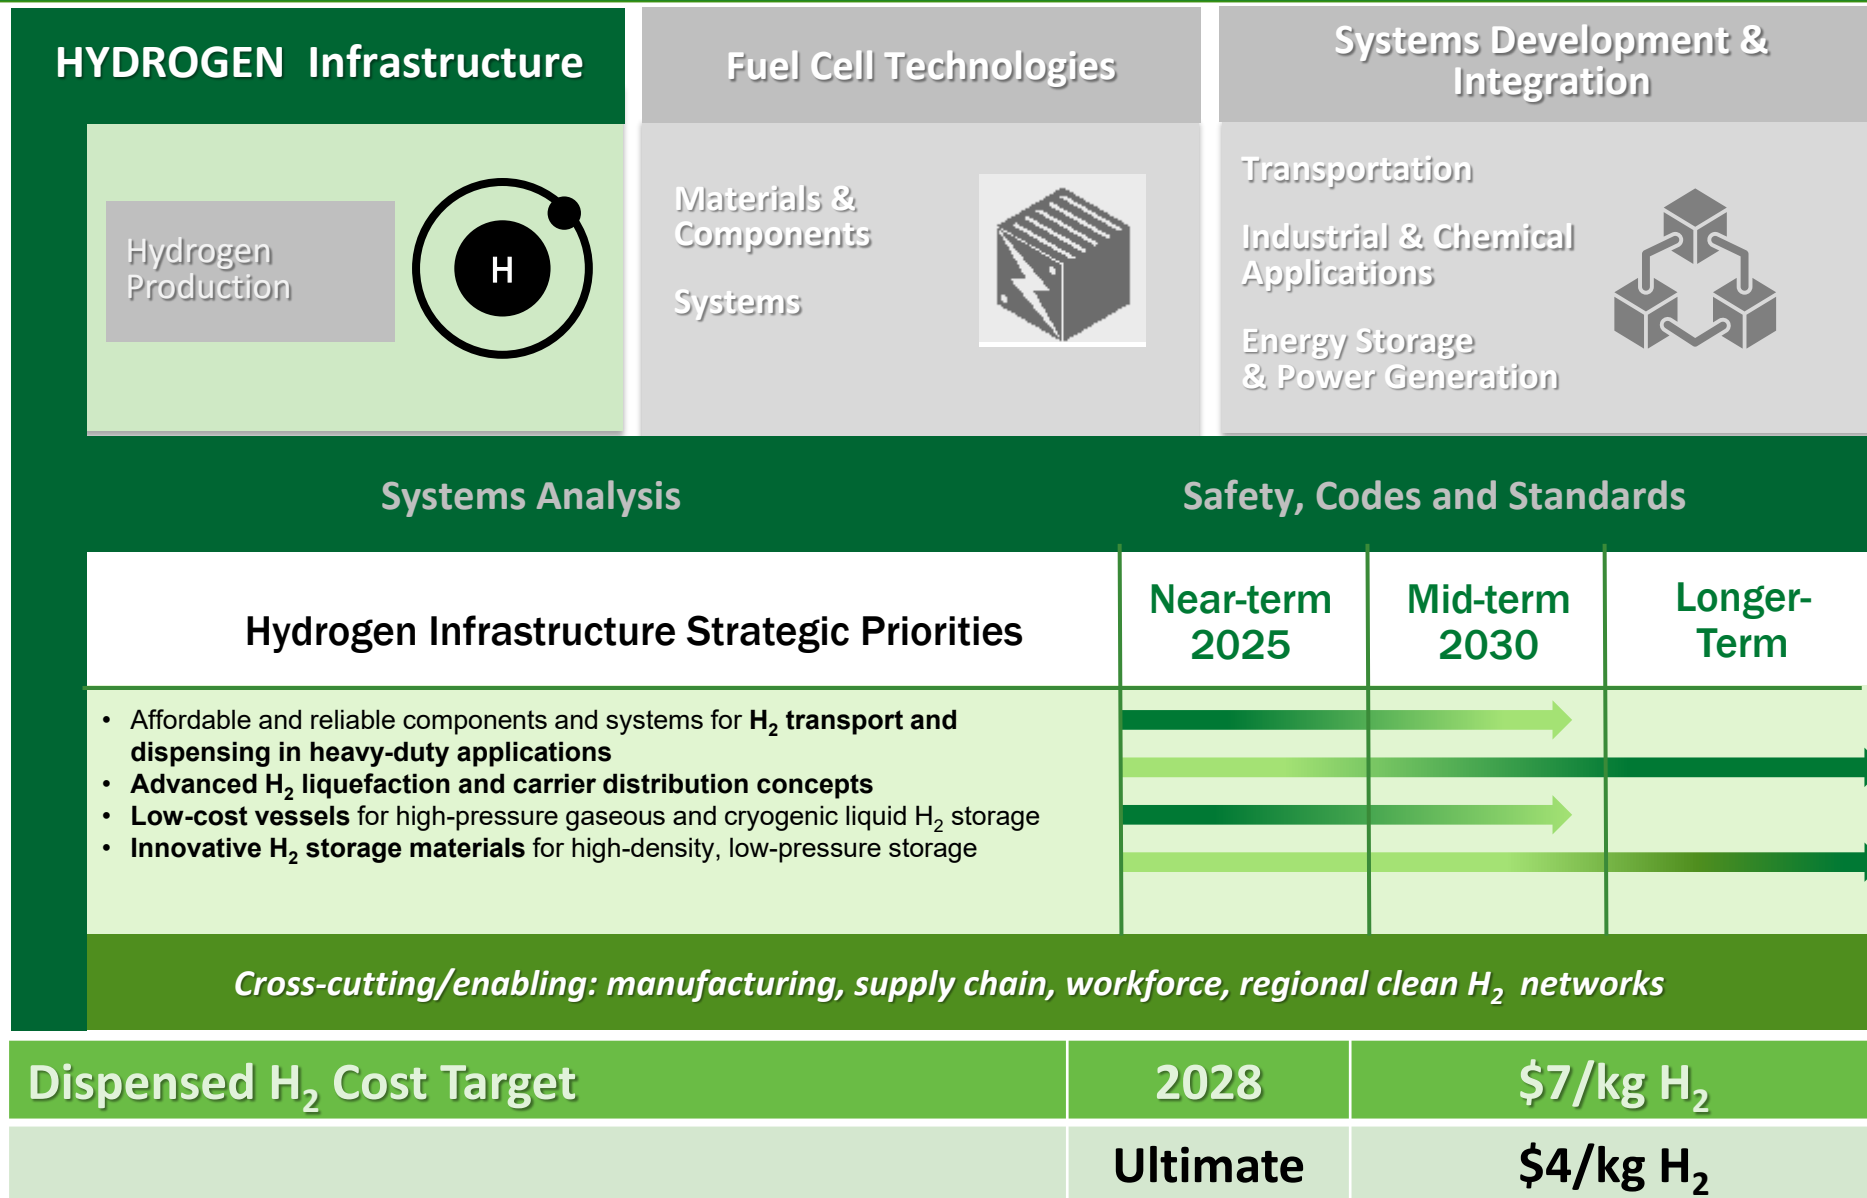 HYDROGEN Infrastructure
Fuel Cell Technologies
Systems Development &
Integration
Hydrogen
Production
H
Materials &
Components
Systems
Transportation
Industrial & Chemical
Applications
Energy Storage
& Power Generation
Systems Analysis
Safety, Codes and Standards
Hydrogen Infrastructure Strategic Priorities
Near-term
2025
Mid-term
2030
Longer-
Term
• Affordable and reliable components and systems for H₂ transport and
dispensing in heavy-duty applications
• Advanced H₂ liquefaction and carrier distribution concepts
• Low-cost vessels for high-pressure gaseous and cryogenic liquid H₂ storage
• Innovative H₂ storage materials for high-density, low-pressure storage
Cross-cutting/enabling: manufacturing, supply chain, workforce, regional clean H₂ networks
Dispensed H₂ Cost Target
2028
$7/kg H₂
Ultimate
$4/kg H₂